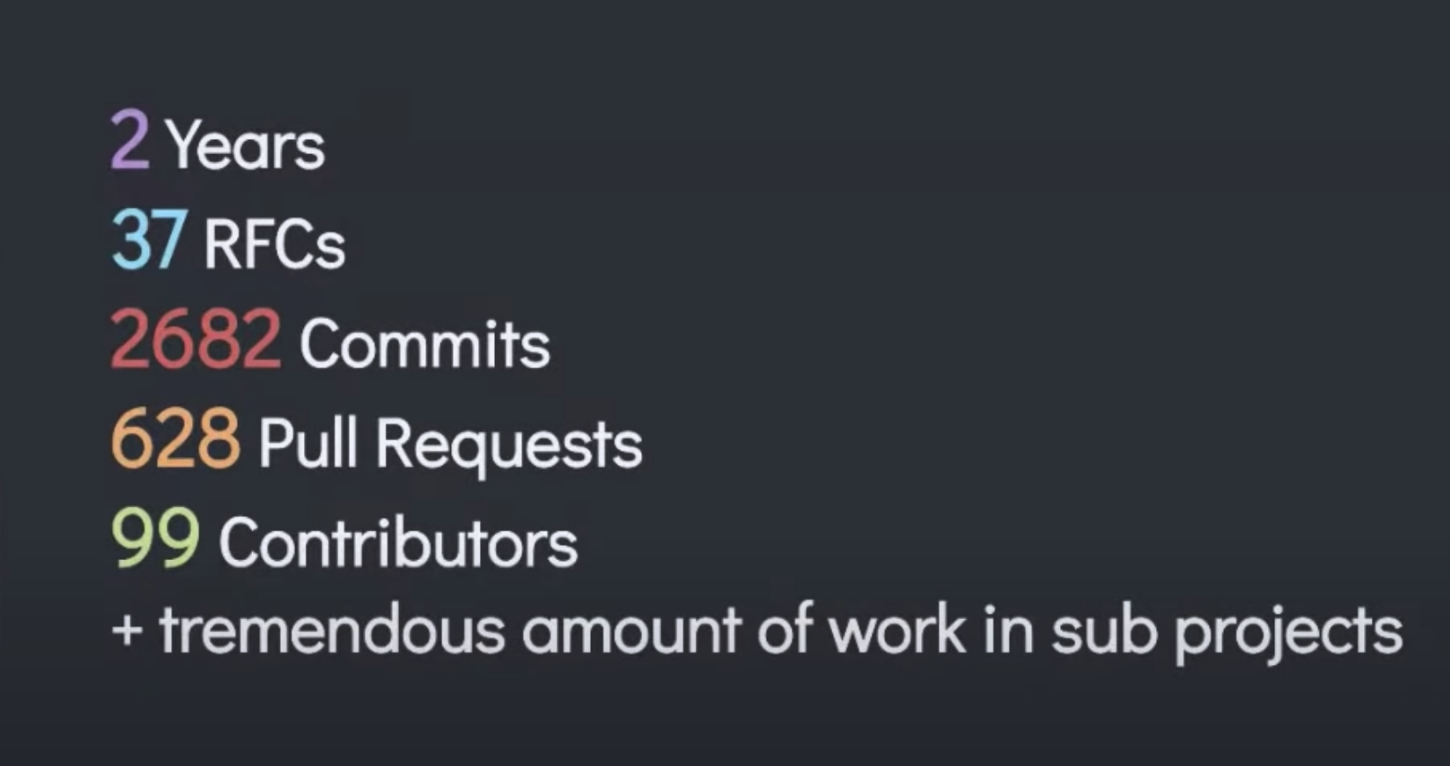 2 Years
37 RFCs
2682 Commits
628 Pull Requests
99 Contributors
+ tremendous amount of work in sub projects